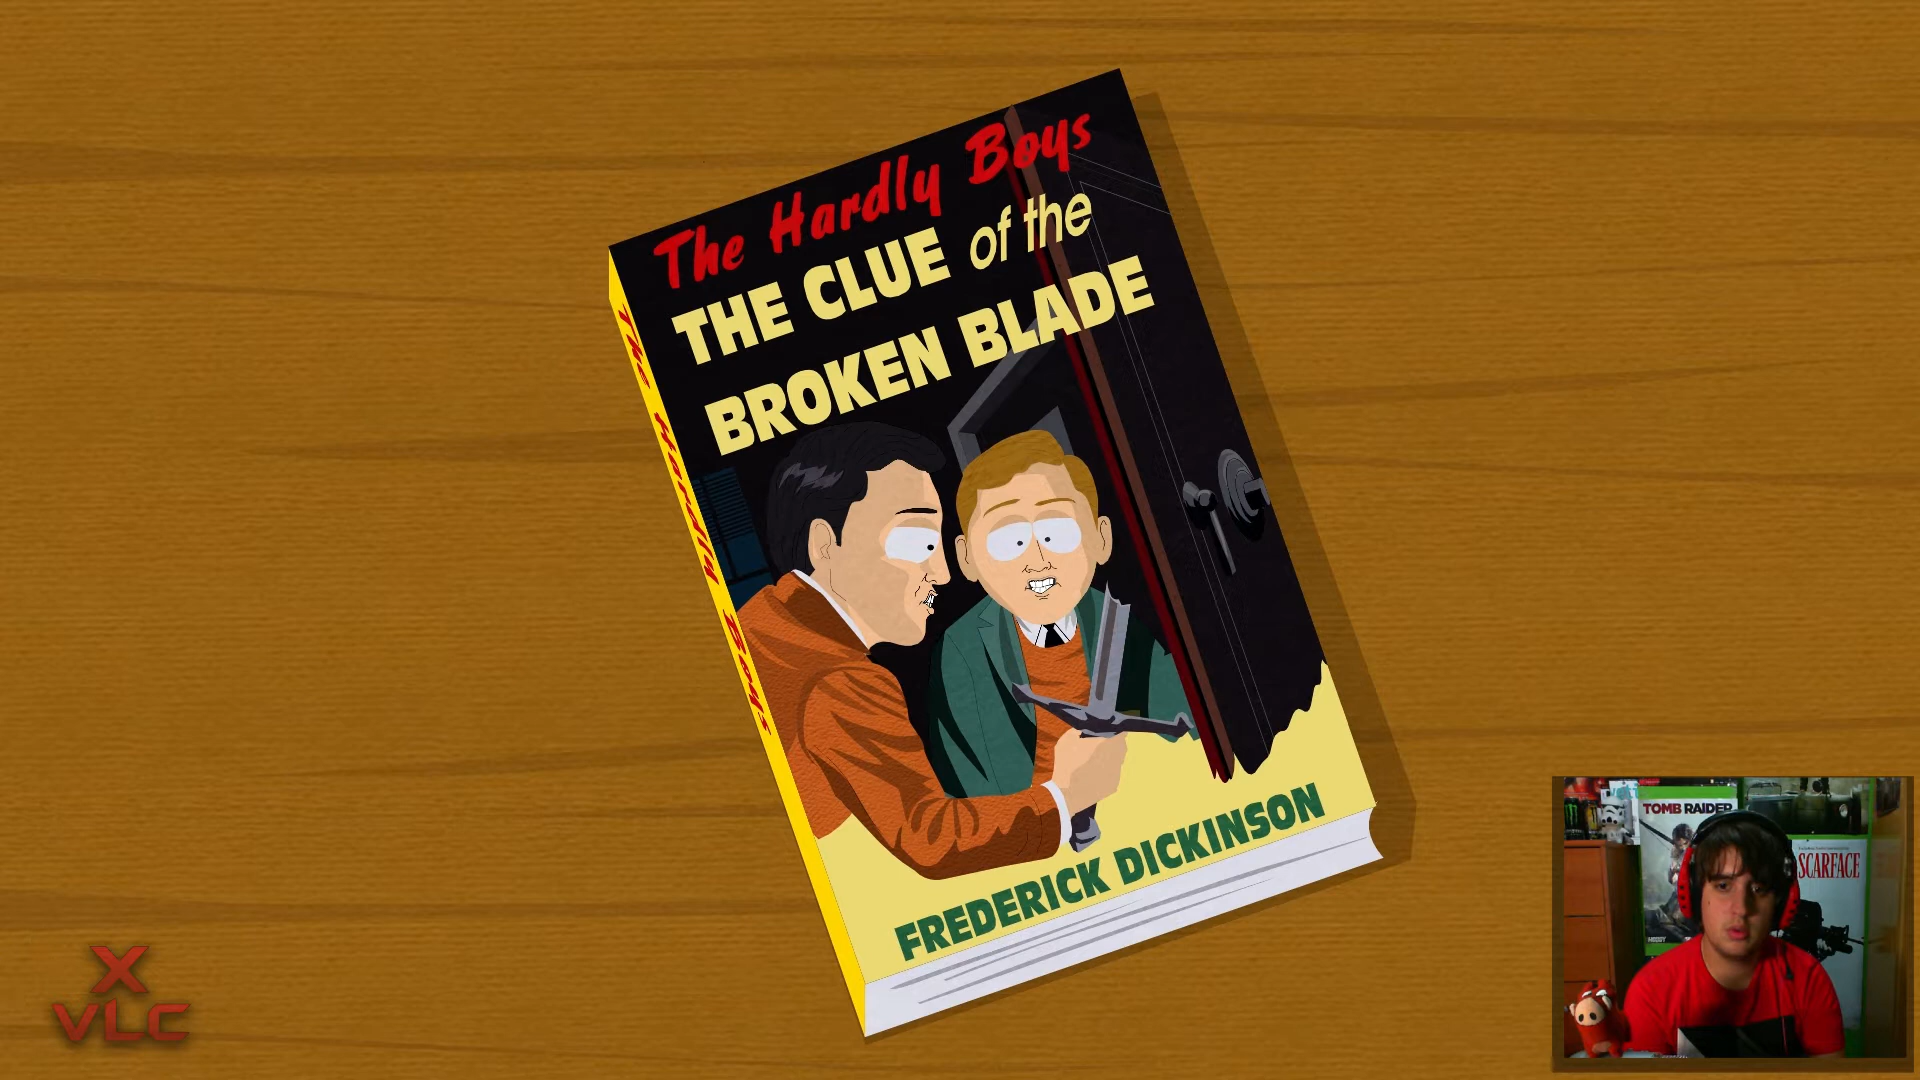 The Hardly Boys
THE CLUE of the
BROKEN BLADE
The Hardly Boys
FREDERICK DICKINSON
X
VLC
TOMB RAIDER
SCARFACE